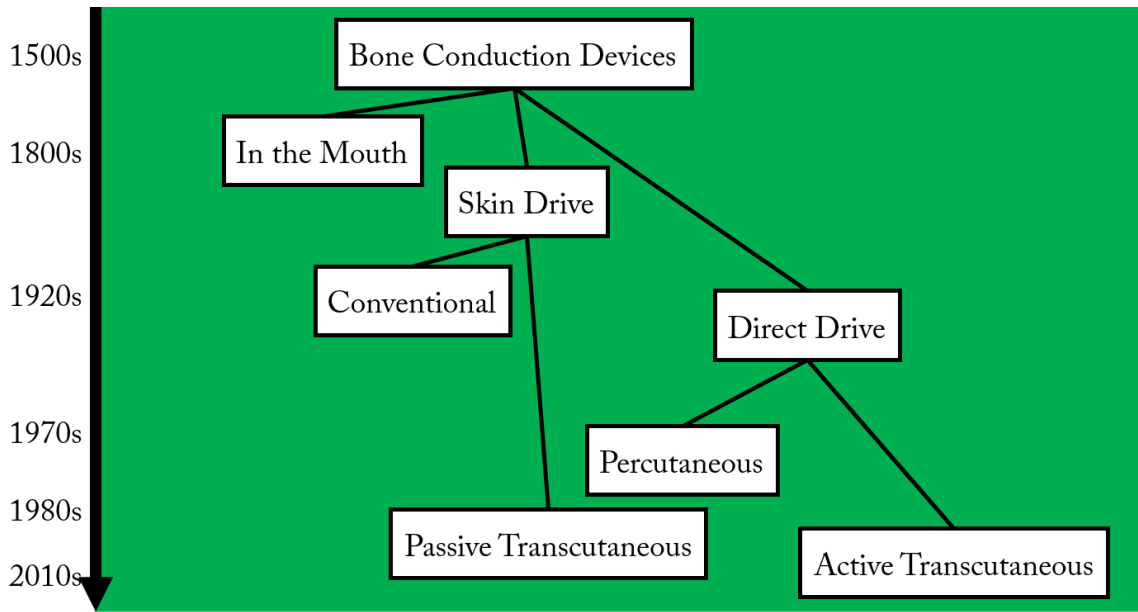 1500s
Bone Conduction Devices
In the Mouth
1800s
Skin Drive
Conventional
1920s
Direct Drive
1970s
Percutaneous
1980s
Passive Transcutaneous
Active Transcutaneous
2010s